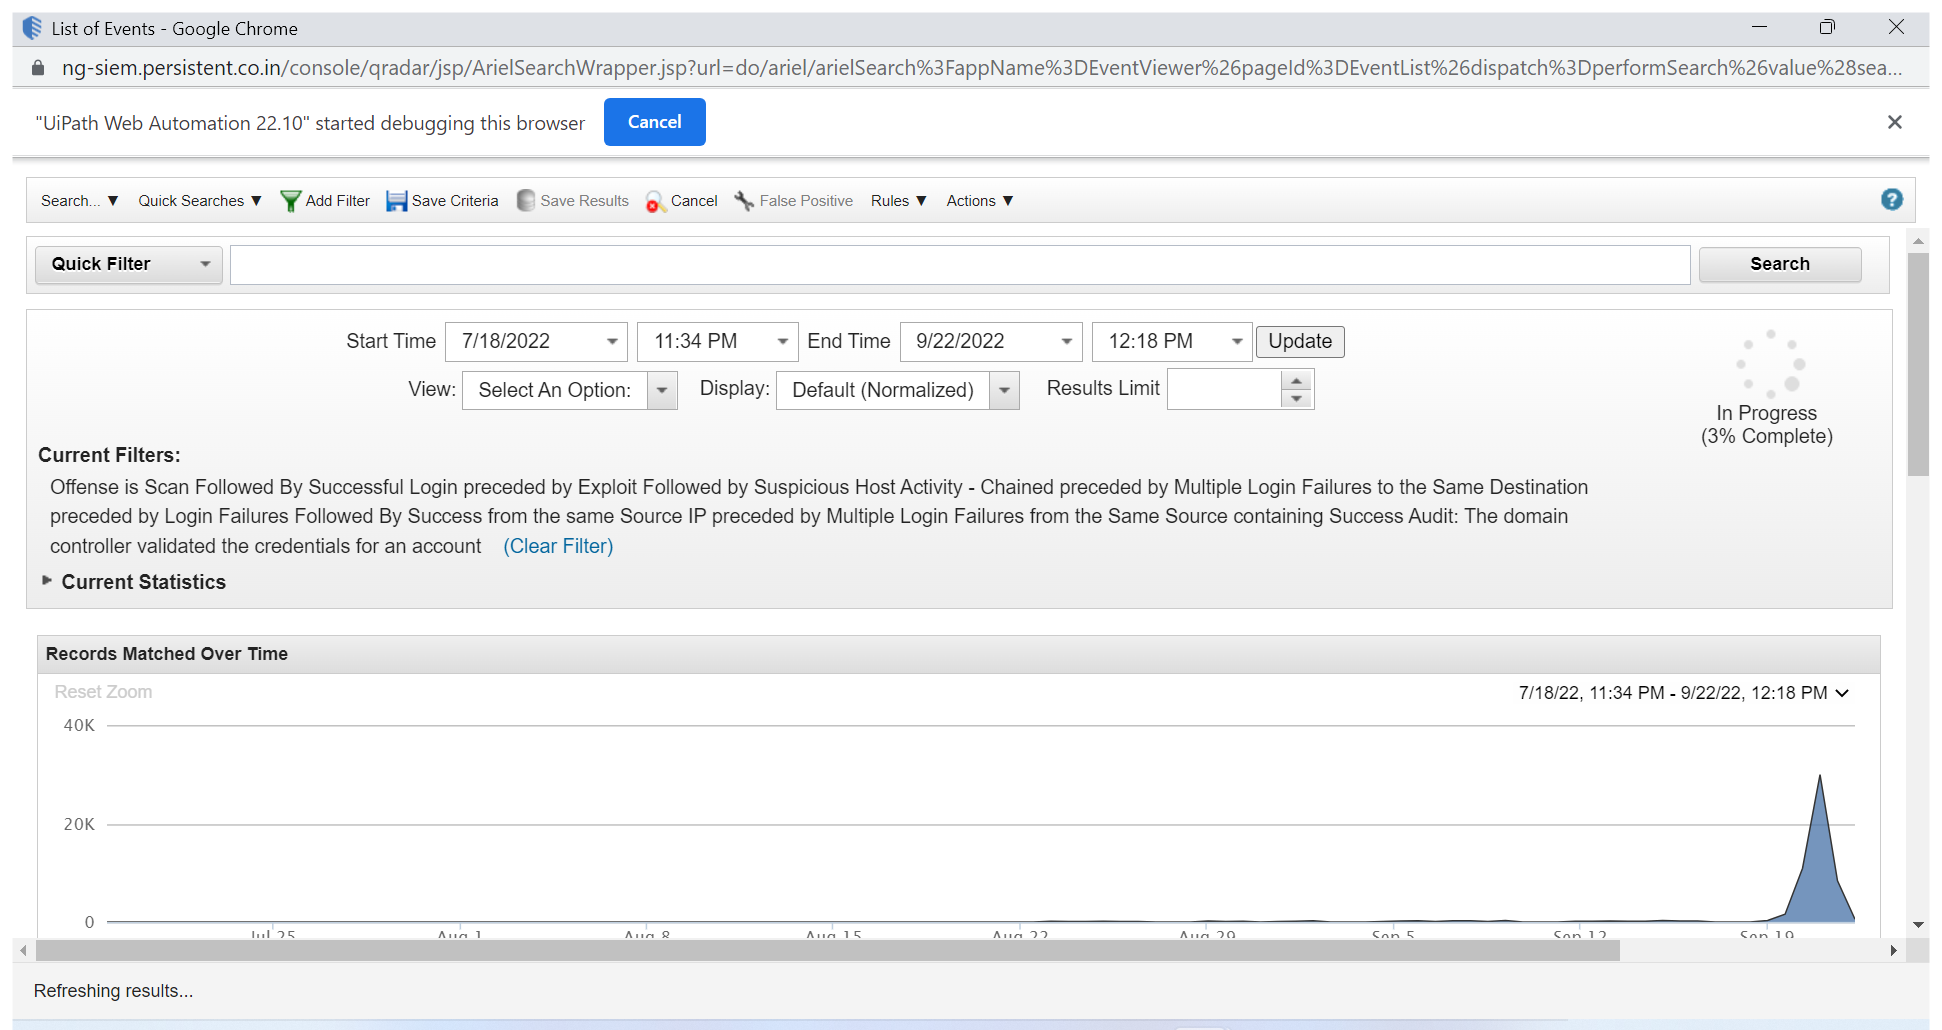 List of Events - Google Chrome
ng-siem.persistent.co.in/console/qradar/jsp/ArielSearchWrapper.jsp?url=do/ariel/arielSearch%3FappName%3DEventViewer%26pageId%3DEventList%26dispatch%3DperformSearch%26value%28sea...
"UiPath Web Automation 22.10" started debugging this browser Cancel
Search... ▼ Quick Searches ▼ Add Filter Save Criteria Save Results Cancel False Positive Rules ▼ Actions ▼
Quick Filter Search
Start Time 7/18/2022 11:34 PM End Time 9/22/2022 12:18 PM Update
View: Select An Option: Display: Default (Normalized) Results Limit
In Progress
(3% Complete)
Current Filters:
Offense is Scan Followed By Successful Login preceded by Exploit Followed by Suspicious Host Activity - Chained preceded by Multiple Login Failures to the Same Destination
preceded by Login Failures Followed By Success from the same Source IP preceded by Multiple Login Failures from the Same Source containing Success Audit: The domain
controller validated the credentials for an account (Clear Filter)
Current Statistics
Records Matched Over Time
Reset Zoom
7/18/22, 11:34 PM - 9/22/22, 12:18 PM
40K
20K
0
Jul 25 Aug 1 Aug 8 Aug 15 Aug 22 Aug 29 Sep 5 Sep 12 Sep 19
Refreshing results...